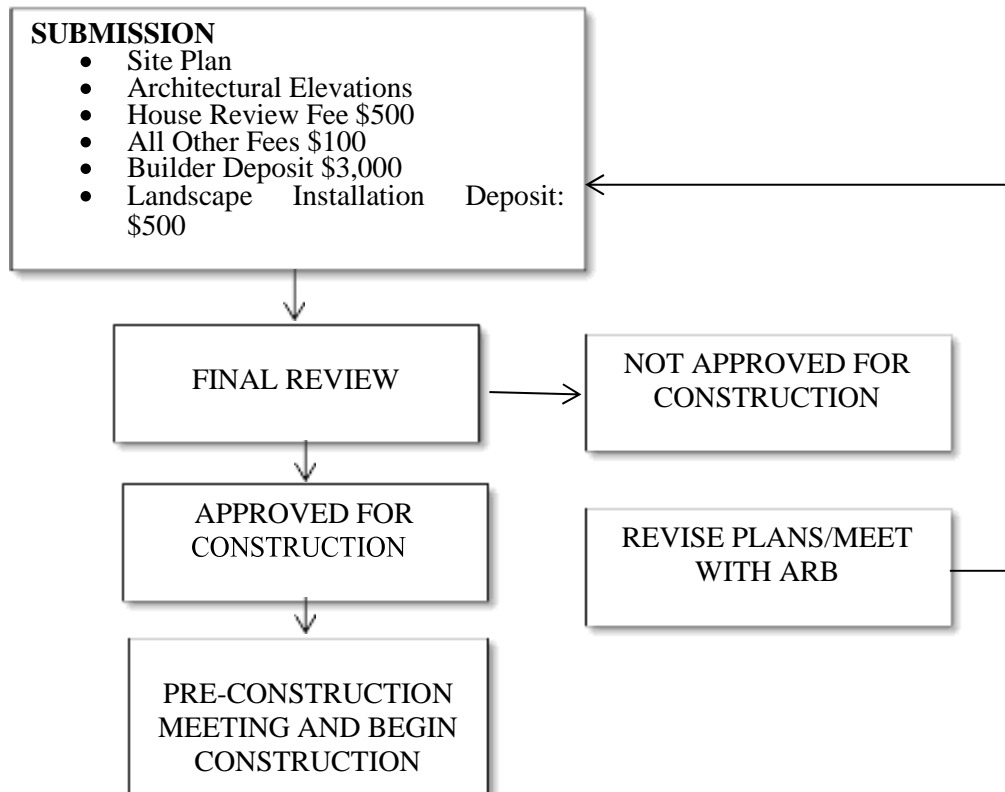 SUBMISSION
• Site Plan
• Architectural Elevations
• House Review Fee $500
• All Other Fees $100
• Builder Deposit $3,000
• Landscape Installation Deposit:
$500
FINAL REVIEW
NOT APPROVED FOR
CONSTRUCTION
APPROVED FOR
CONSTRUCTION
REVISE PLANS/MEET
WITH ARB
PRE-CONSTRUCTION
MEETING AND BEGIN
CONSTRUCTION